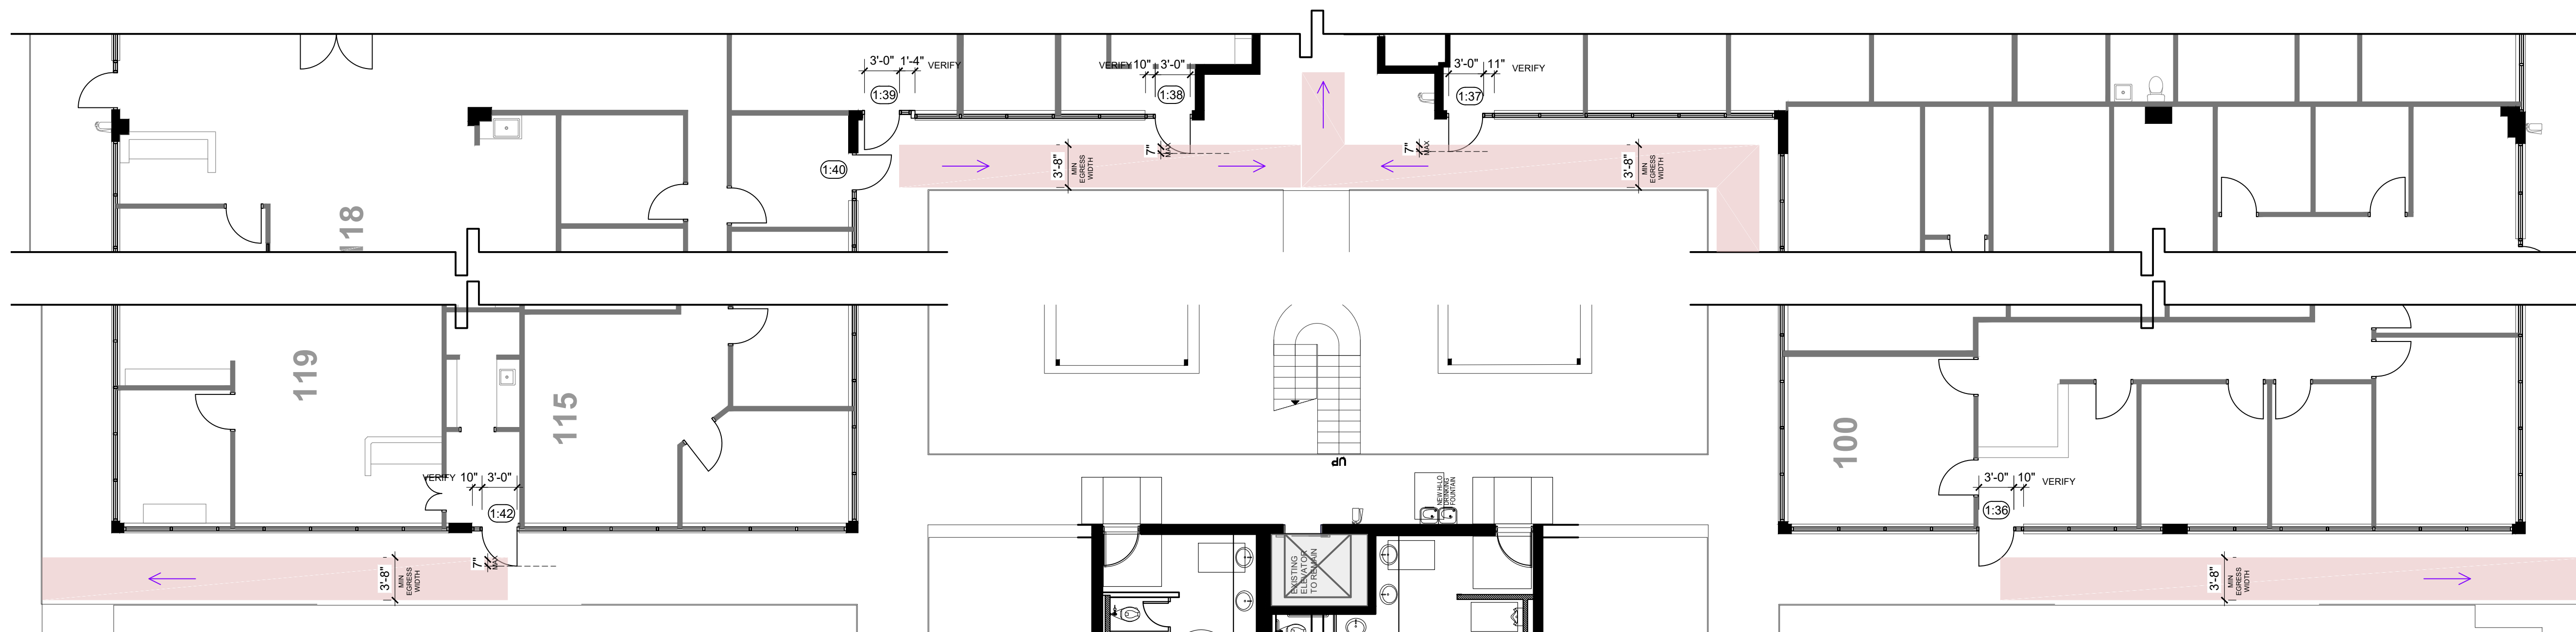 3'-0" 1'-4" VERIFY
1:39
VERIFY 10" 3'-0"
1:38
3'-0" 11" VERIFY
1:37
1:40
3'-8"
MIN
EGRESS
WIDTH
7"
MAX
7"
MAX
3'-8"
MIN
EGRESS
WIDTH
118
119
115
100
UP
VERIFY 10" 3'-0"
1:42
NEW HI-LO
DRINKING
FOUNTAIN
3'-0" 10" VERIFY
1:36
3'-8"
MIN
EGRESS
WIDTH
7"
MAX
EXISTING
ELEVATOR
TO REMAIN
3'-8"
MIN
EGRESS
WIDTH